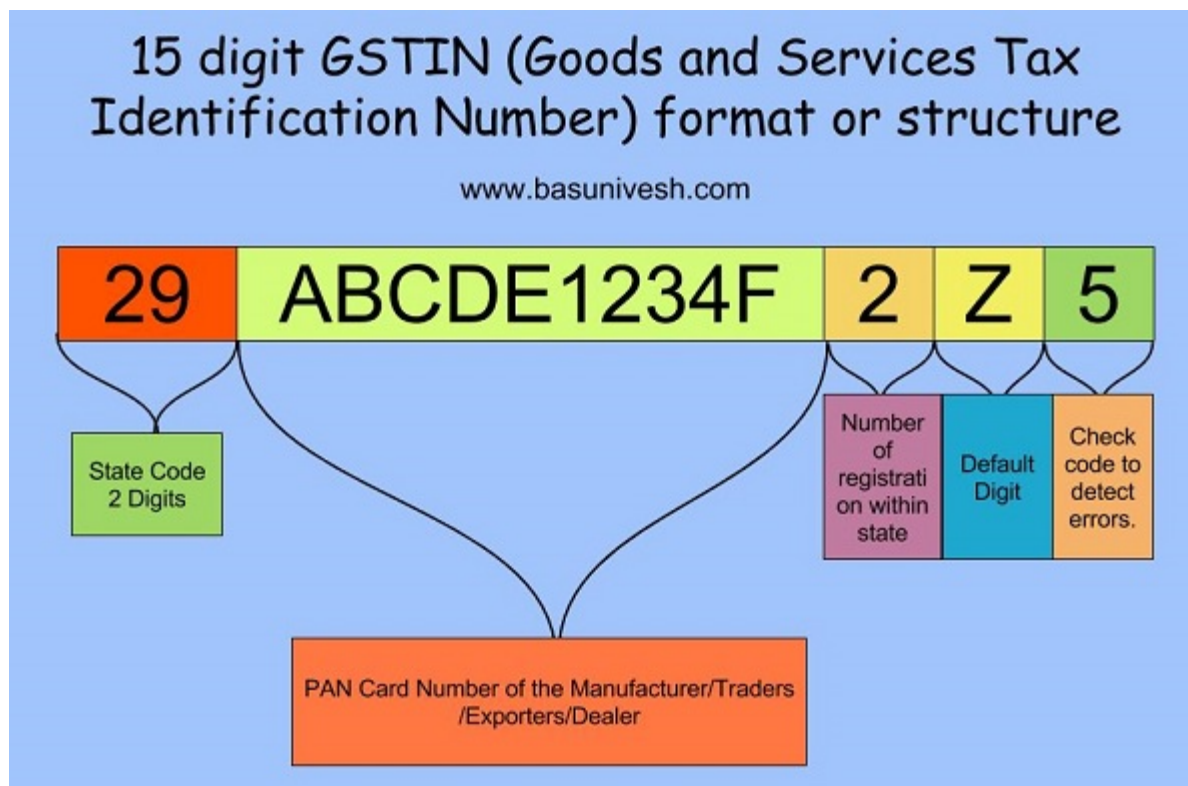 15 digit GSTIN (Goods and Services Tax
Identification Number) format or structure
www.basunivesh.com
29 ABCDE1234F 2 Z 5
State Code
2 Digits
Number
of
registrati
on within
state
Default
Digit
Check
code to
detect
errors.
PAN Card Number of the Manufacturer/Traders
/Exporters/Dealer